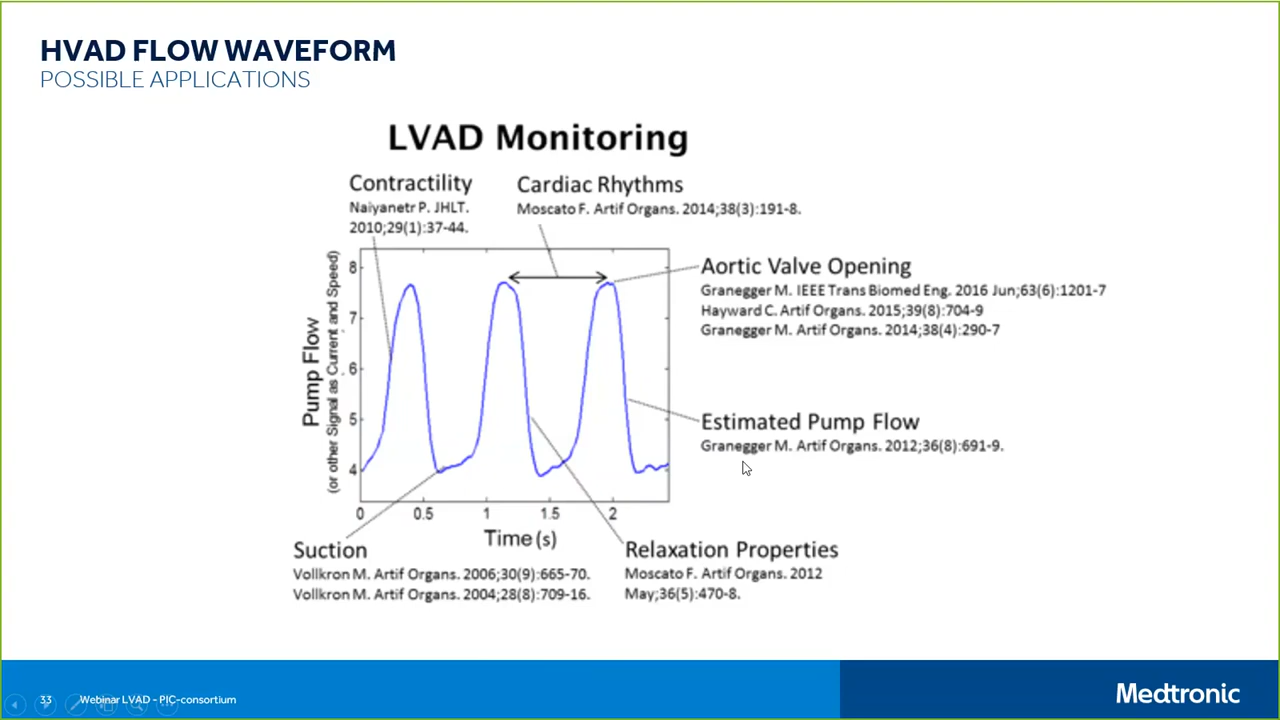 HVAD FLOW WAVEFORM
POSSIBLE APPLICATIONS
LVAD Monitoring
Contractility
Naiyanetr P. JHLT.
2010;29(1):37-44.
Cardiac Rhythms
Moscato F. Artif Organs. 2014;38(3):191-8.
Aortic Valve Opening
Granegger M. IEEE Trans Biomed Eng. 2016 Jun;63(6):1201-7
Hayward C. Artif Organs. 2015;39(8):704-9
Granegger M. Artif Organs. 2014;38(4):290-7
Estimated Pump Flow
Granegger M. Artif Organs. 2012;36(8):691-9.
Pump Flow
(or other Signal as Current and Speed)
8
7
6
5
4
0 0.5 1 1.5 2
Time (s)
Suction
Vollkron M. Artif Organs. 2006;30(9):665-70.
Vollkron M. Artif Organs. 2004;28(8):709-16.
Relaxation Properties
Moscato F. Artif Organs. 2012
May;36(5):470-8.
33 Webinar LVAD - PIC-consortium
Medtronic